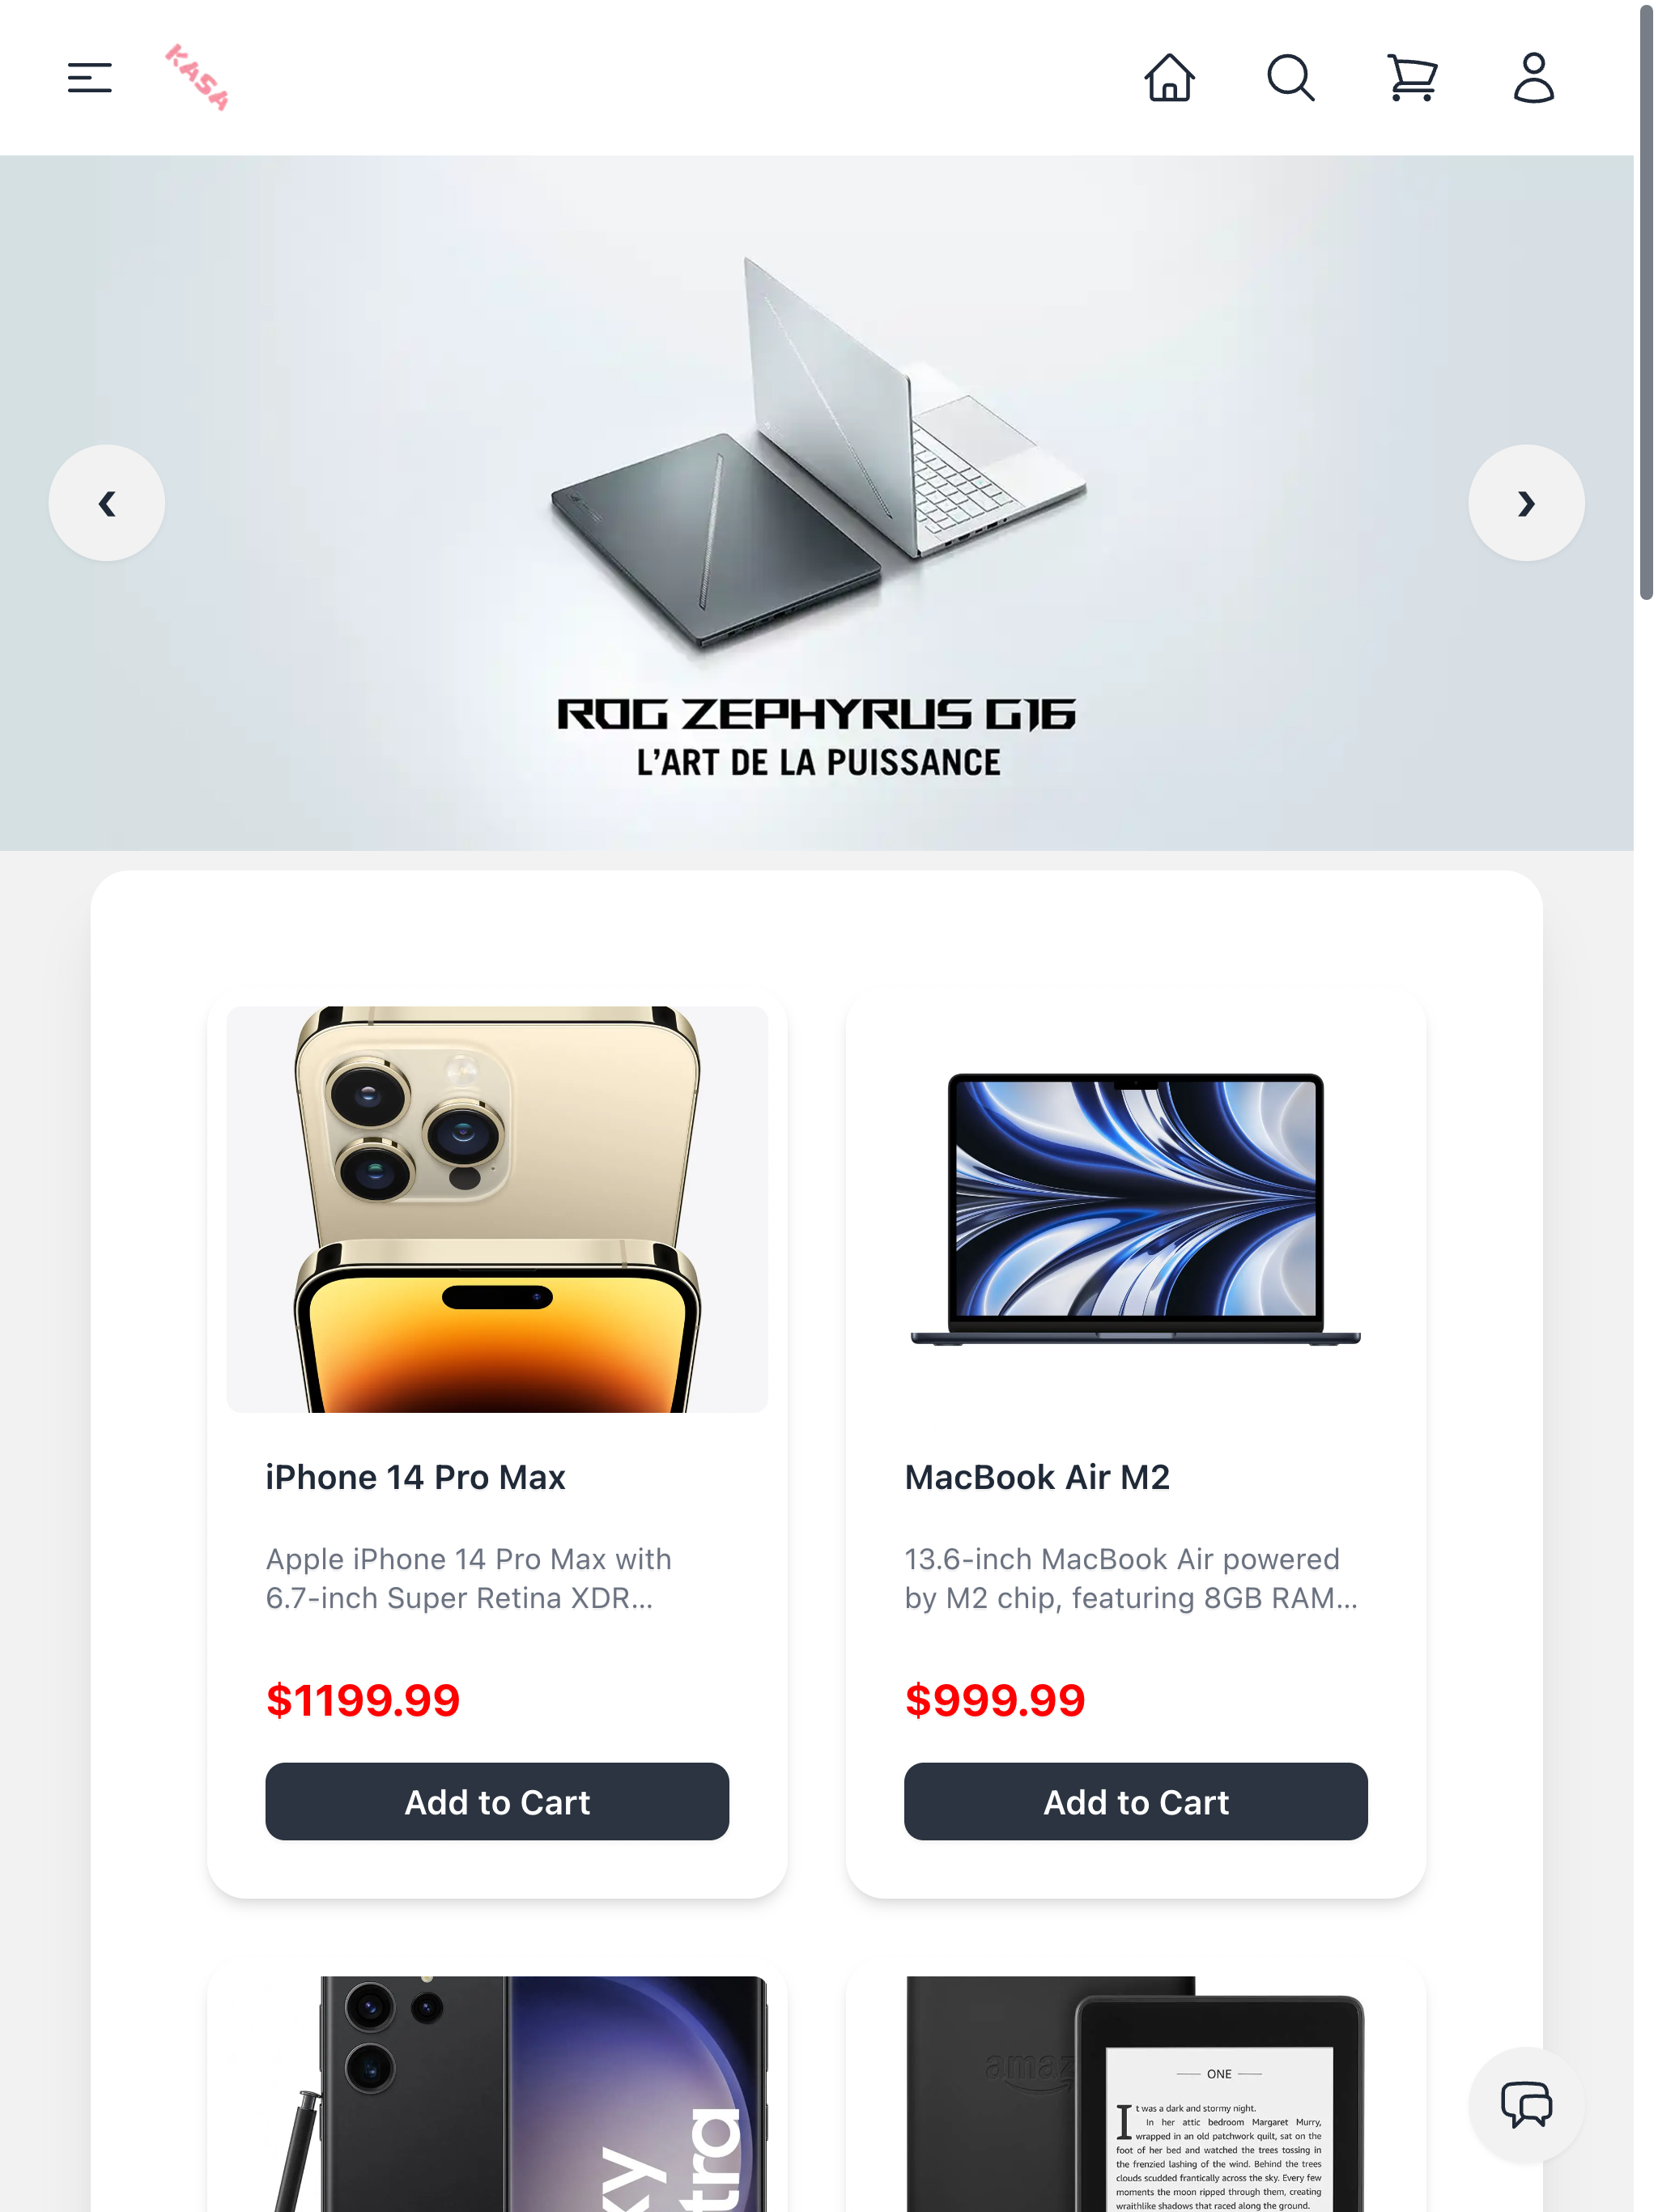 KASA
ROG ZEPHYRUS G16
L'ART DE LA PUISSANCE
iPhone 14 Pro Max
Apple iPhone 14 Pro Max with
6.7-inch Super Retina XDR...
$1199.99
Add to Cart
MacBook Air M2
13.6-inch MacBook Air powered
by M2 chip, featuring 8GB RAM...
$999.99
Add to Cart
amaz
ONE
It was a dark and stormy night.
In her attic bedroom Margaret Murry,
wrapped in an old patchwork quilt, sat on the
foot of her bed and watched the trees tossing in
the frenzied lashing of the wind. Behind the trees
clouds scudded frantically across the sky. Every few
moments the moon ripped through them, creating
wraithlike shadows that raced along the ground.